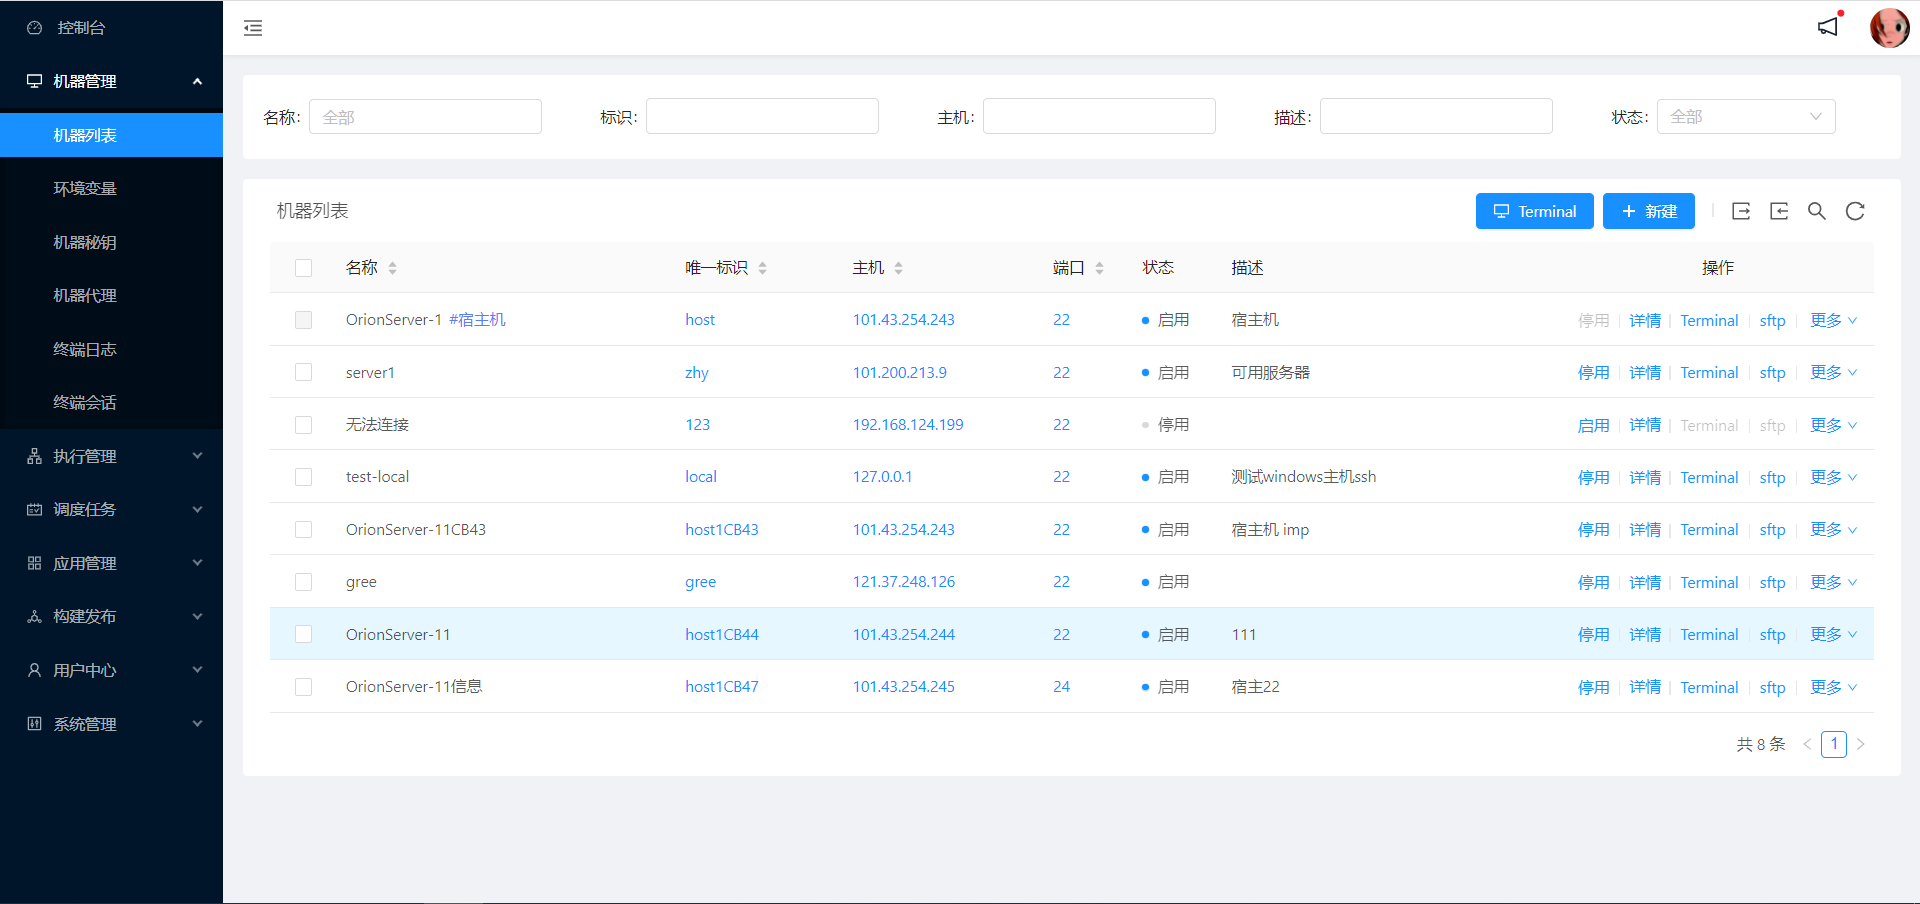 控制台
机器管理
机器列表
环境变量
机器秘钥
机器代理
终端日志
终端会话
执行管理
调度任务
应用管理
构建发布
用户中心
系统管理
名称: 全部 标识: 主机: 描述: 状态: 全部
机器列表 Terminal + 新建
名称 唯一标识 主机 端口 状态 描述 操作
OrionServer-1 #宿主机 host 101.43.254.243 22 启用 宿主机 停用 详情 Terminal sftp 更多
server1 zhy 101.200.213.9 22 启用 可用服务器 停用 详情 Terminal sftp 更多
无法连接 123 192.168.124.199 22 停用 启用 详情 Terminal sftp 更多
test-local local 127.0.0.1 22 启用 测试windows主机ssh 停用 详情 Terminal sftp 更多
OrionServer-11CB43 host1CB43 101.43.254.243 22 启用 宿主机 imp 停用 详情 Terminal sftp 更多
gree gree 121.37.248.126 22 启用 停用 详情 Terminal sftp 更多
OrionServer-11 host1CB44 101.43.254.244 22 启用 111 停用 详情 Terminal sftp 更多
OrionServer-11信息 host1CB47 101.43.254.245 24 启用 宿主22 停用 详情 Terminal sftp 更多
共 8 条 1